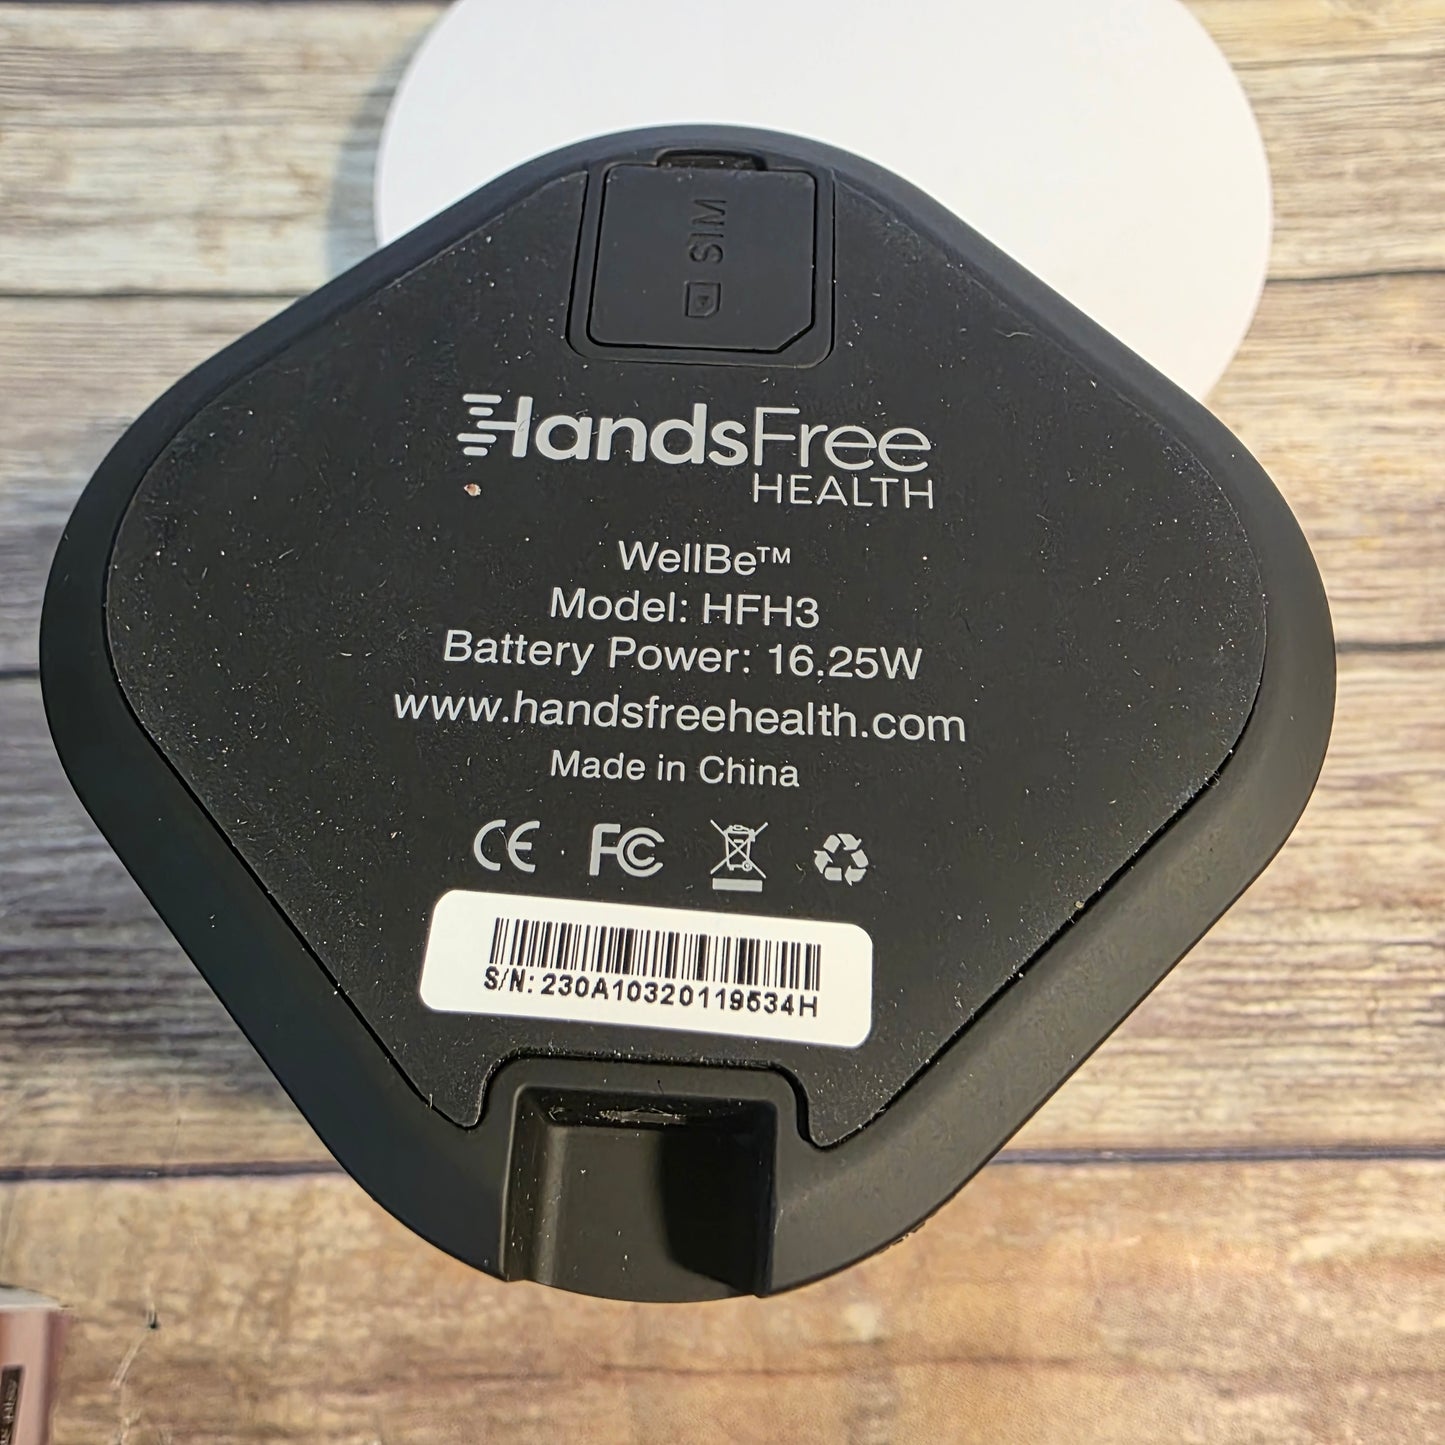 SIM
HandsFree
HEALTH
WellBe™
Model: HFH3
Battery Power: 16.25W
www.handsfreehealth.com
Made in China
CE FC
S/N: 230A10320119534H